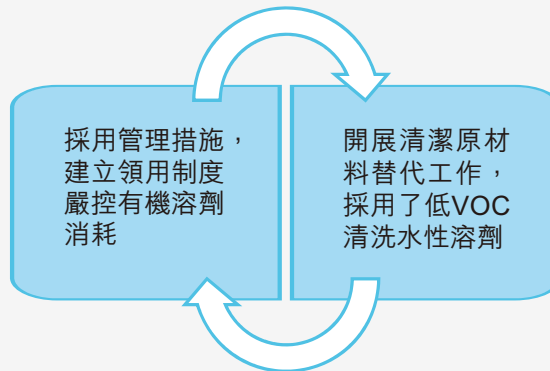 採用管理措施，
建立領用制度
嚴控有機溶劑
消耗
開展清潔原材
料替代工作，
採用了低VOC
清洗水性溶劑